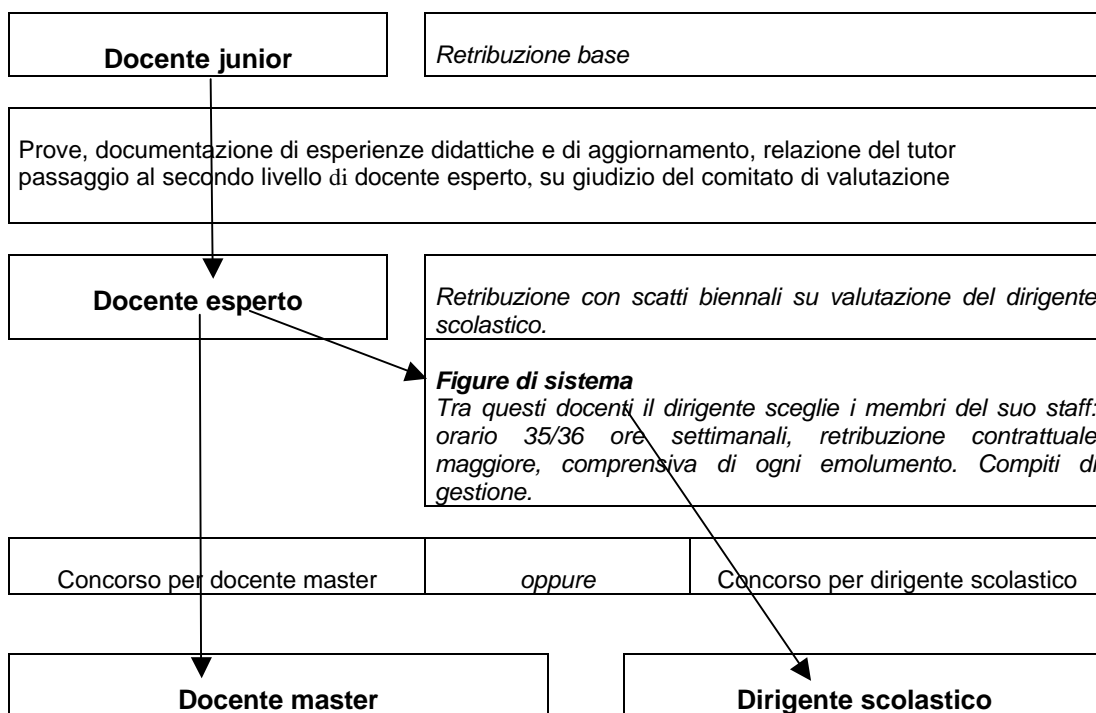 Docente junior
Retribuzione base
Prove, documentazione di esperienze didattiche e di aggiornamento, relazione del tutor
passaggio al secondo livello di docente esperto, su giudizio del comitato di valutazione
Docente esperto
Retribuzione con scatti biennali su valutazione del dirigente
scolastico.
Figure di sistema
Tra questi docenti il dirigente sceglie i membri del suo staff:
orario 35/36 ore settimanali, retribuzione contrattuale
maggiore, comprensiva di ogni emolumento. Compiti di
gestione.
Concorso per docente master
oppure
Concorso per dirigente scolastico
Docente master
Dirigente scolastico